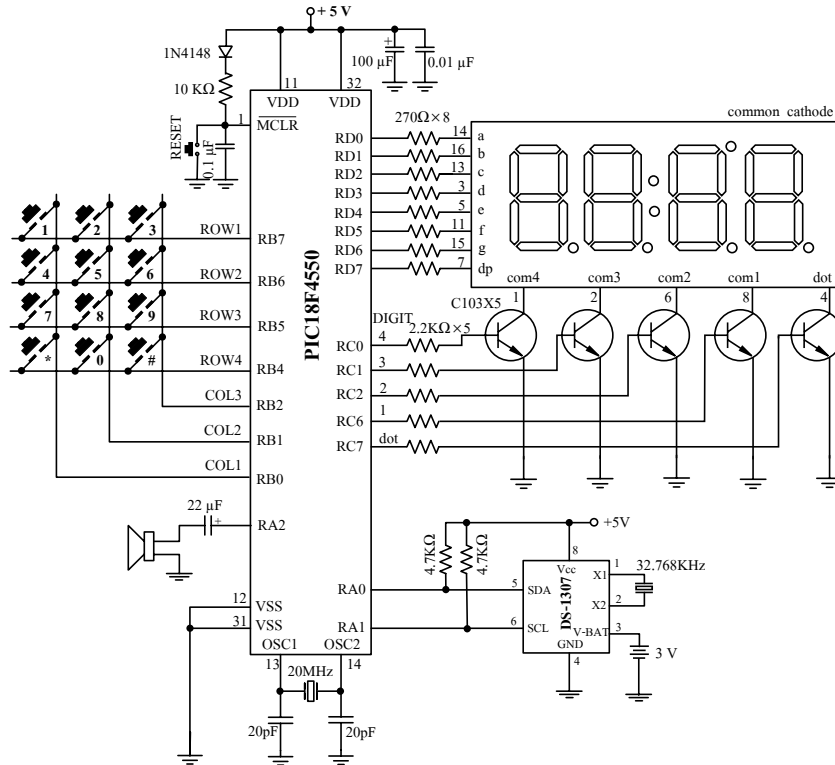 + 5 V
1N4148
100 µF
0.01 µF
10 KΩ
11
32
VDD
VDD
1
MCLR
RESET
0.1 µF
270Ω×8
common cathode
RD0
14
a
RD1
16
b
RD2
13
c
RD3
3
d
RD4
5
e
RD5
11
f
RD6
15
g
RD7
7
dp
com4
com3
com2
com1
dot
1
2
6
8
4
C103X5
1
2
3
ROW1
RB7
4
5
6
ROW2
RB6
7
8
9
ROW3
RB5
*
0
#
ROW4
RB4
COL3
RB2
COL2
RB1
COL1
RB0
PIC18F4550
DIGIT
2.2KΩ×5
RC0
4
RC1
3
RC2
2
RC6
1
RC7
dot
22 µF
+
RA2
+5V
4.7KΩ
4.7KΩ
8
Vcc
X1
1
32.768KHz
RA0
5
SDA
DS-1307
X2
2
RA1
6
SCL
V-BAT
3
GND
4
3 V
12
VSS
31
VSS
OSC1
OSC2
13
20MHz
14
20pF
20pF